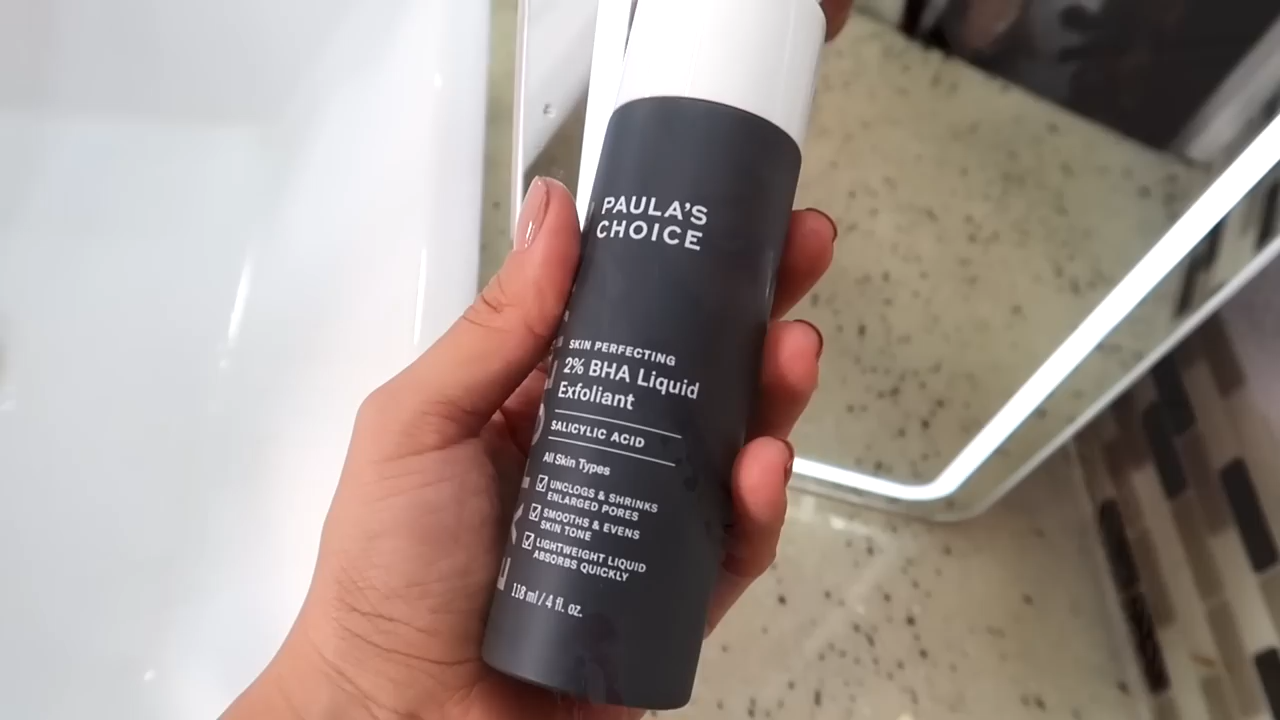 PAULA'S
CHOICE
SKIN PERFECTING
2% BHA Liquid
Exfoliant
SALICYLIC ACID
All Skin Types
UNCLOGS & SHRINKS
ENLARGED PORES
SMOOTHS & EVENS
SKIN TONE
LIGHTWEIGHT LIQUID
ABSORBS QUICKLY
118 ml / 4 fl. oz.